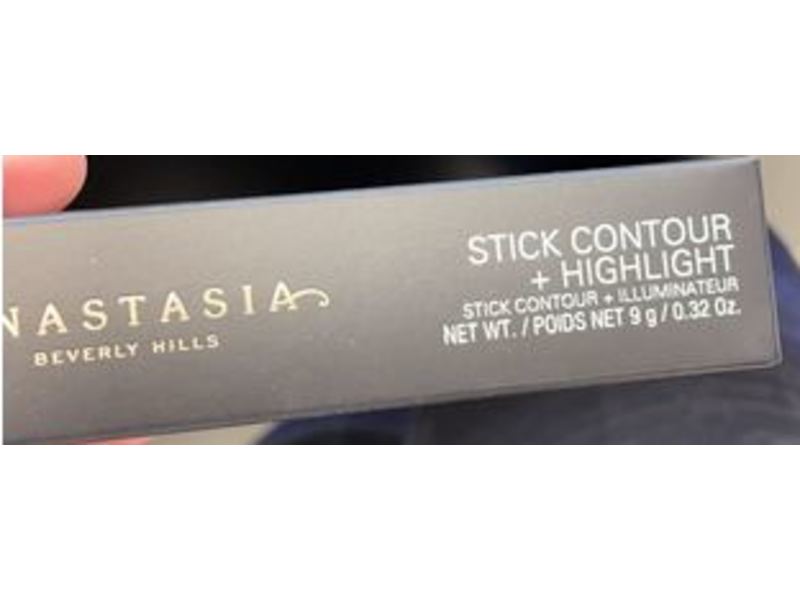 NASTASIA
BEVERLY HILLS
STICK CONTOUR
+ HIGHLIGHT
STICK CONTOUR + ILLUMINATEUR
NET WT. / POIDS NET 9 g / 0.32 Oz.